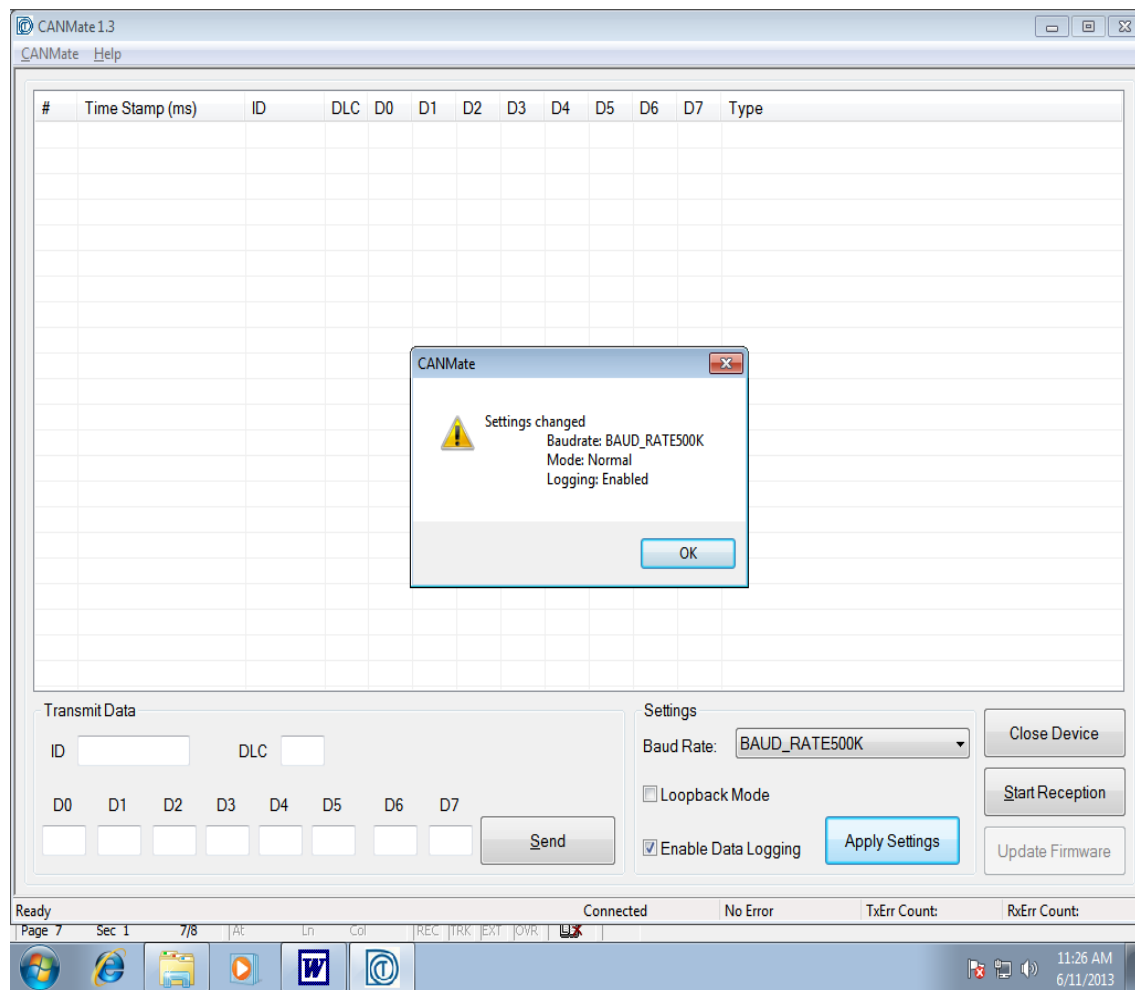 CANMate 1.3
CANMate Help
# Time Stamp (ms) ID DLC D0 D1 D2 D3 D4 D5 D6 D7 Type
CANMate
Settings changed
Baudrate: BAUD_RATE500K
Mode: Normal
Logging: Enabled
OK
Transmit Data
ID DLC
D0 D1 D2 D3 D4 D5 D6 D7
Send
Settings
Baud Rate: BAUD_RATE500K
Loopback Mode
Enable Data Logging
Apply Settings
Close Device
Start Reception
Update Firmware
Ready Connected No Error TxErr Count: RxErr Count:
Page 7 Sec 1 7/8 At Ln Col REC TRK EXT OVR
W
11:26 AM
6/11/2013